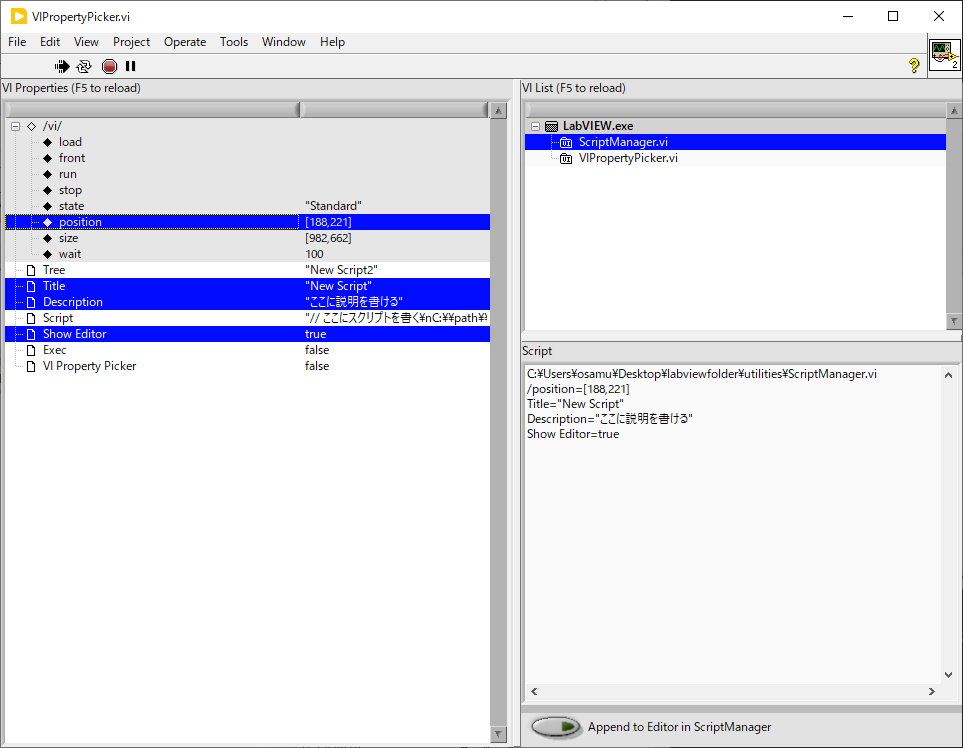 VIPropertyPicker.vi
File Edit View Project Operate Tools Window Help
2
VI Properties (F5 to reload)
/vi/
load
front
run
stop
state "Standard"
position [188,221]
size [982,662]
wait 100
Tree "New Script2"
Title "New Script"
Description "ここに説明を書ける"
Script "// ここにスクリプトを書く¥nC:¥¥path¥
Show Editor true
Exec false
VI Property Picker false
VI List (F5 to reload)
LabVIEW.exe
ScriptManager.vi
VIPropertyPicker.vi
Script
C:¥Users¥osamu¥Desktop¥labviewfolder¥utilities¥ScriptManager.vi
/position=[188,221]
Title="New Script"
Description="ここに説明を書ける"
Show Editor=true
Append to Editor in ScriptManager